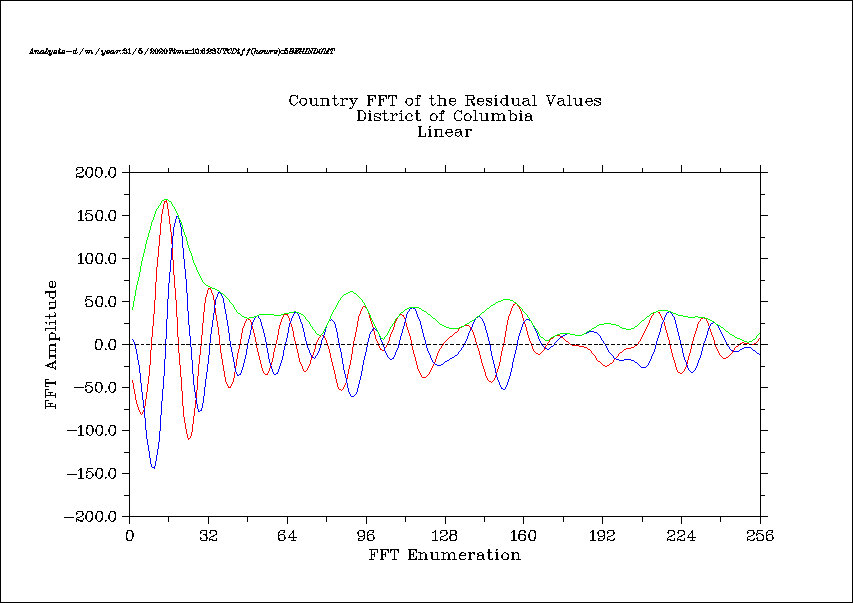 Country FFT of the Residual Values
District of Columbia
Linear
FFT Amplitude
200.0
150.0
100.0
50.0
0.0
−50.0
−100.0
−150.0
−200.0
0 32 64 96 128 160 192 224 256
FFT Enumeration